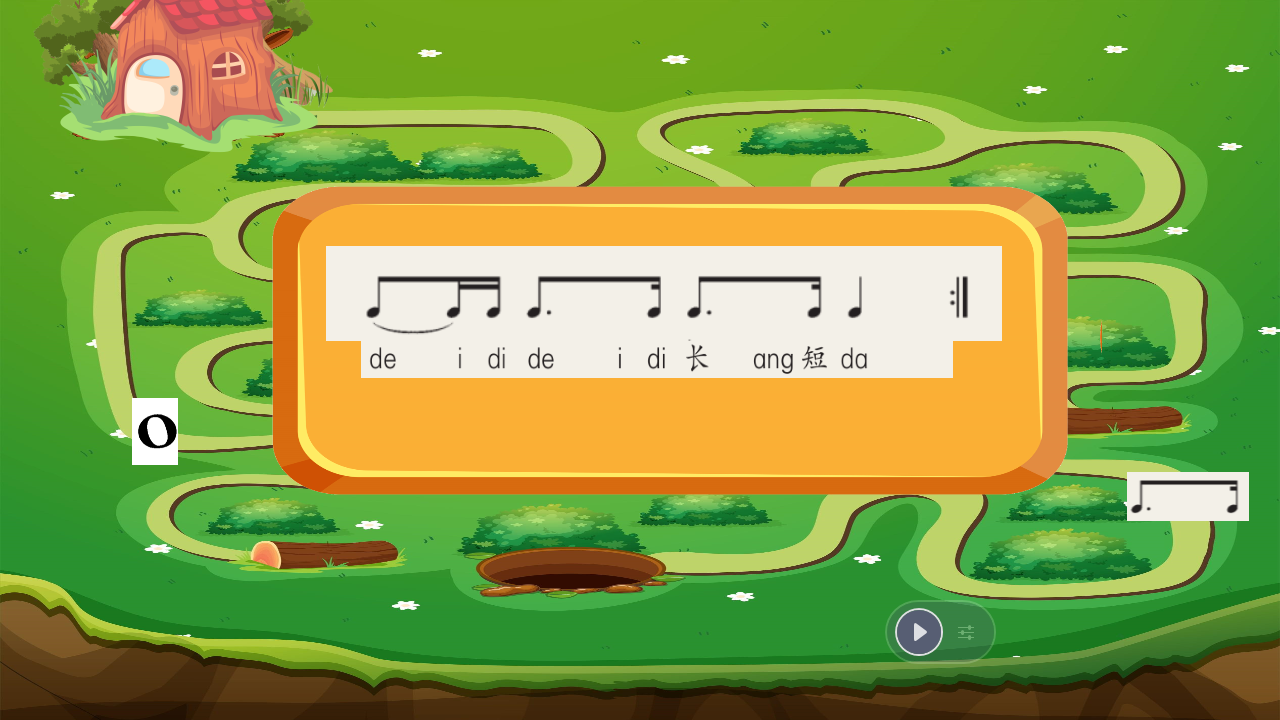 de i di de i di 长 ang 短 da
o